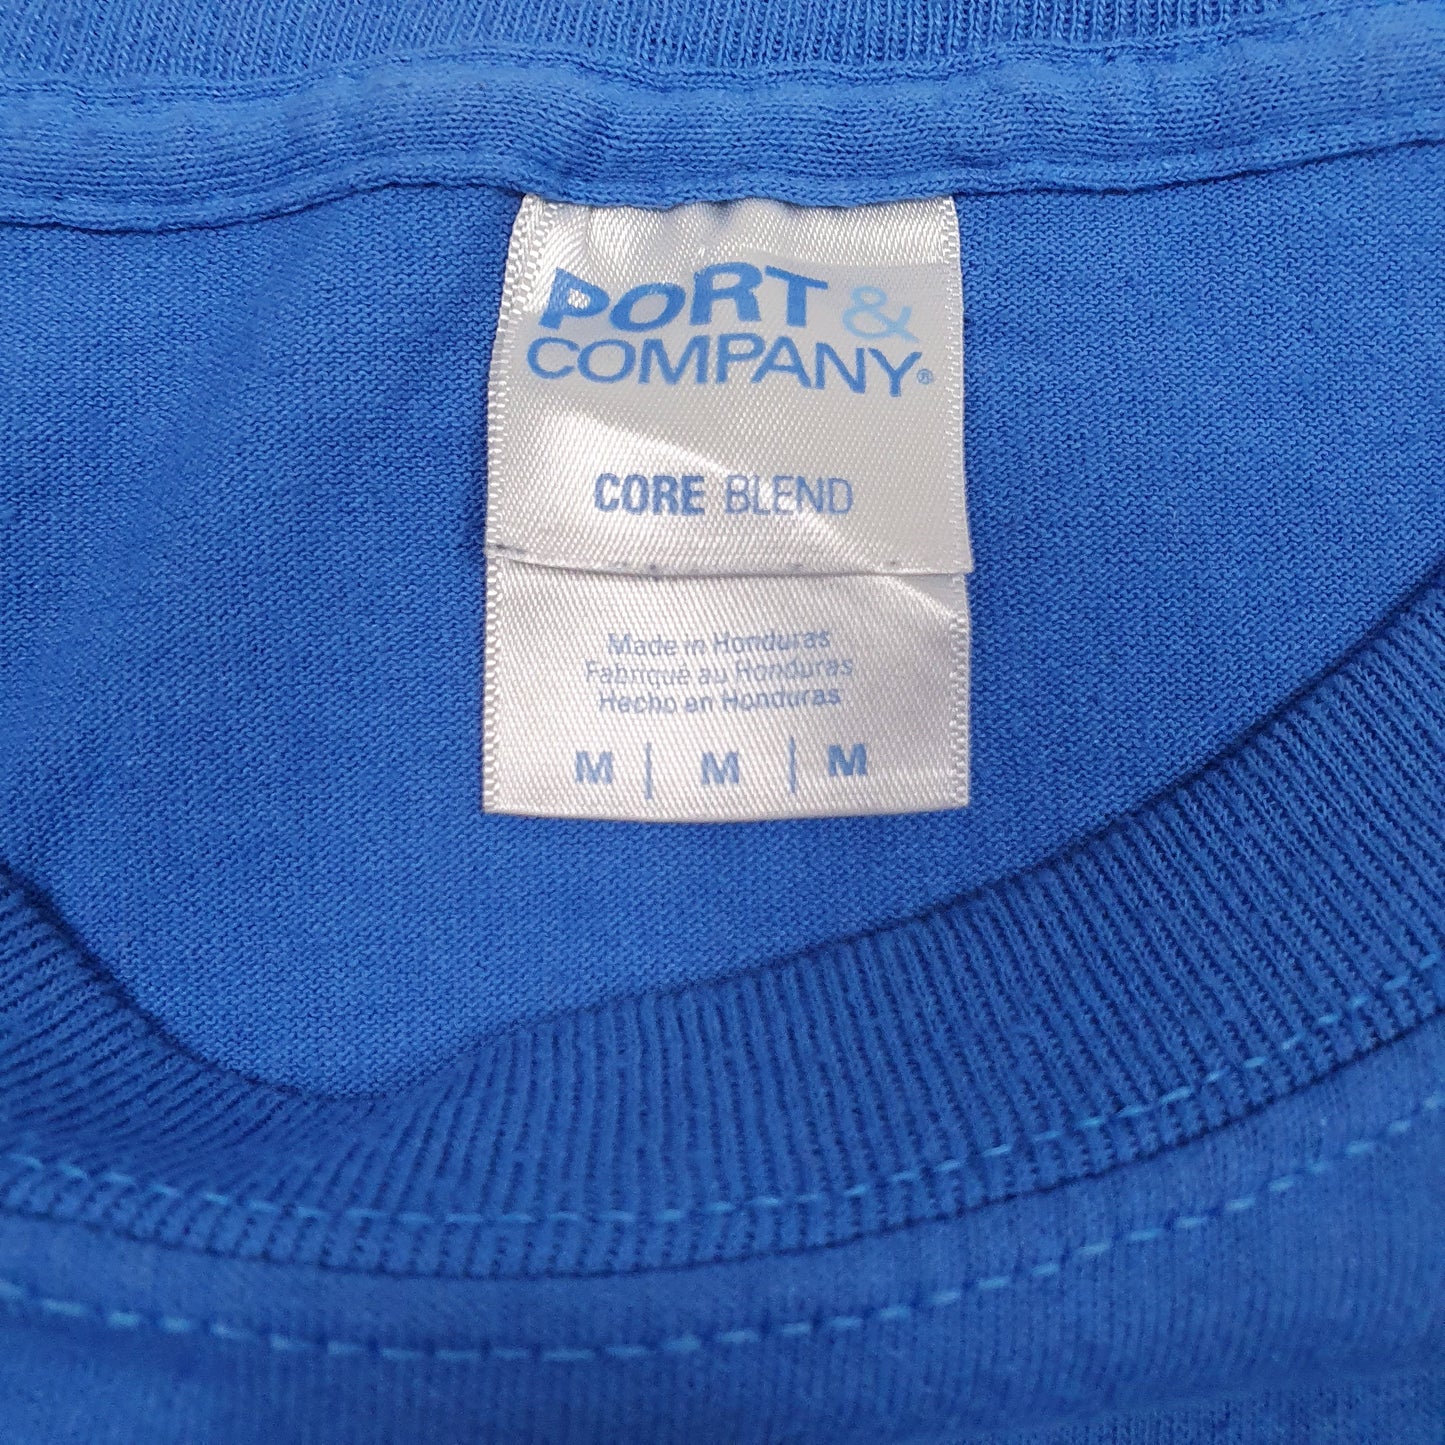 PORT &
COMPANY®
CORE BLEND
Made in Honduras
Fabriqué au Honduras
Hecho en Honduras
M | M | M